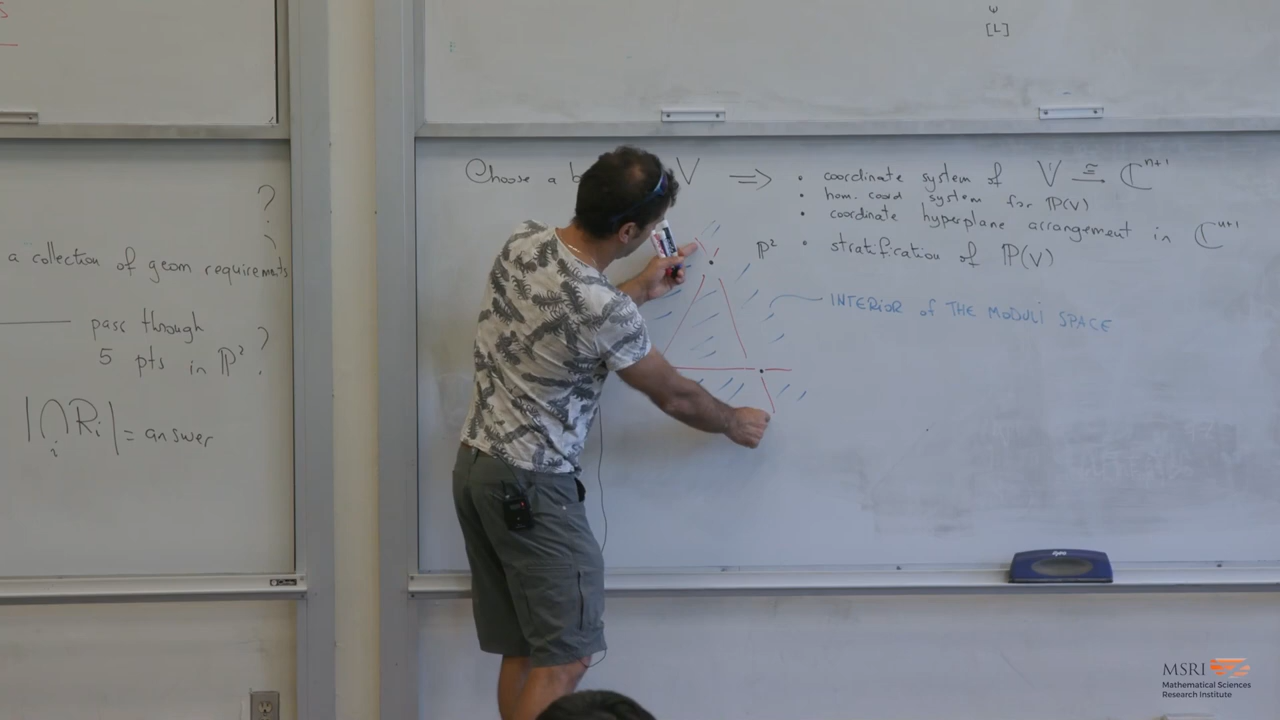 ?
a collection of geom requirements
pass through
5 pts in ℙ² ?
|⋂ Rᵢ| = answer
i
ω
[L]
Choose a V ⟹ • coordinate system of V ≅ ℂⁿ⁺¹
• hom. coord system for ℙ(V)
• coordinate hyperplane arrangement in ℂⁿ⁺¹
ℙ² • stratification of ℙ(V)
INTERIOR of THE MODULI SPACE
expo
MSRI
Mathematical Sciences
Research Institute